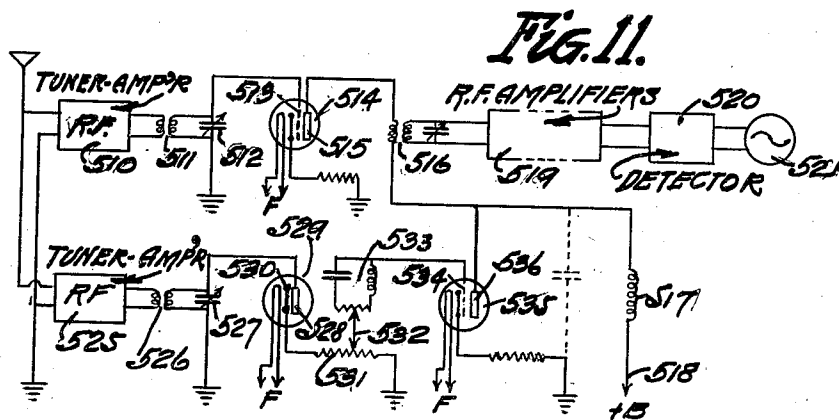 Fig. 11.
TUNER-AMP'R
R.F.
510
511
512
513
514
515
516
R.F. AMPLIFIERS
519
520
DETECTOR
521
F
529
TUNER-AMP'R
RF
525
526
527
530
528
531
532
533
534
536
535
517
518
F
F
+B